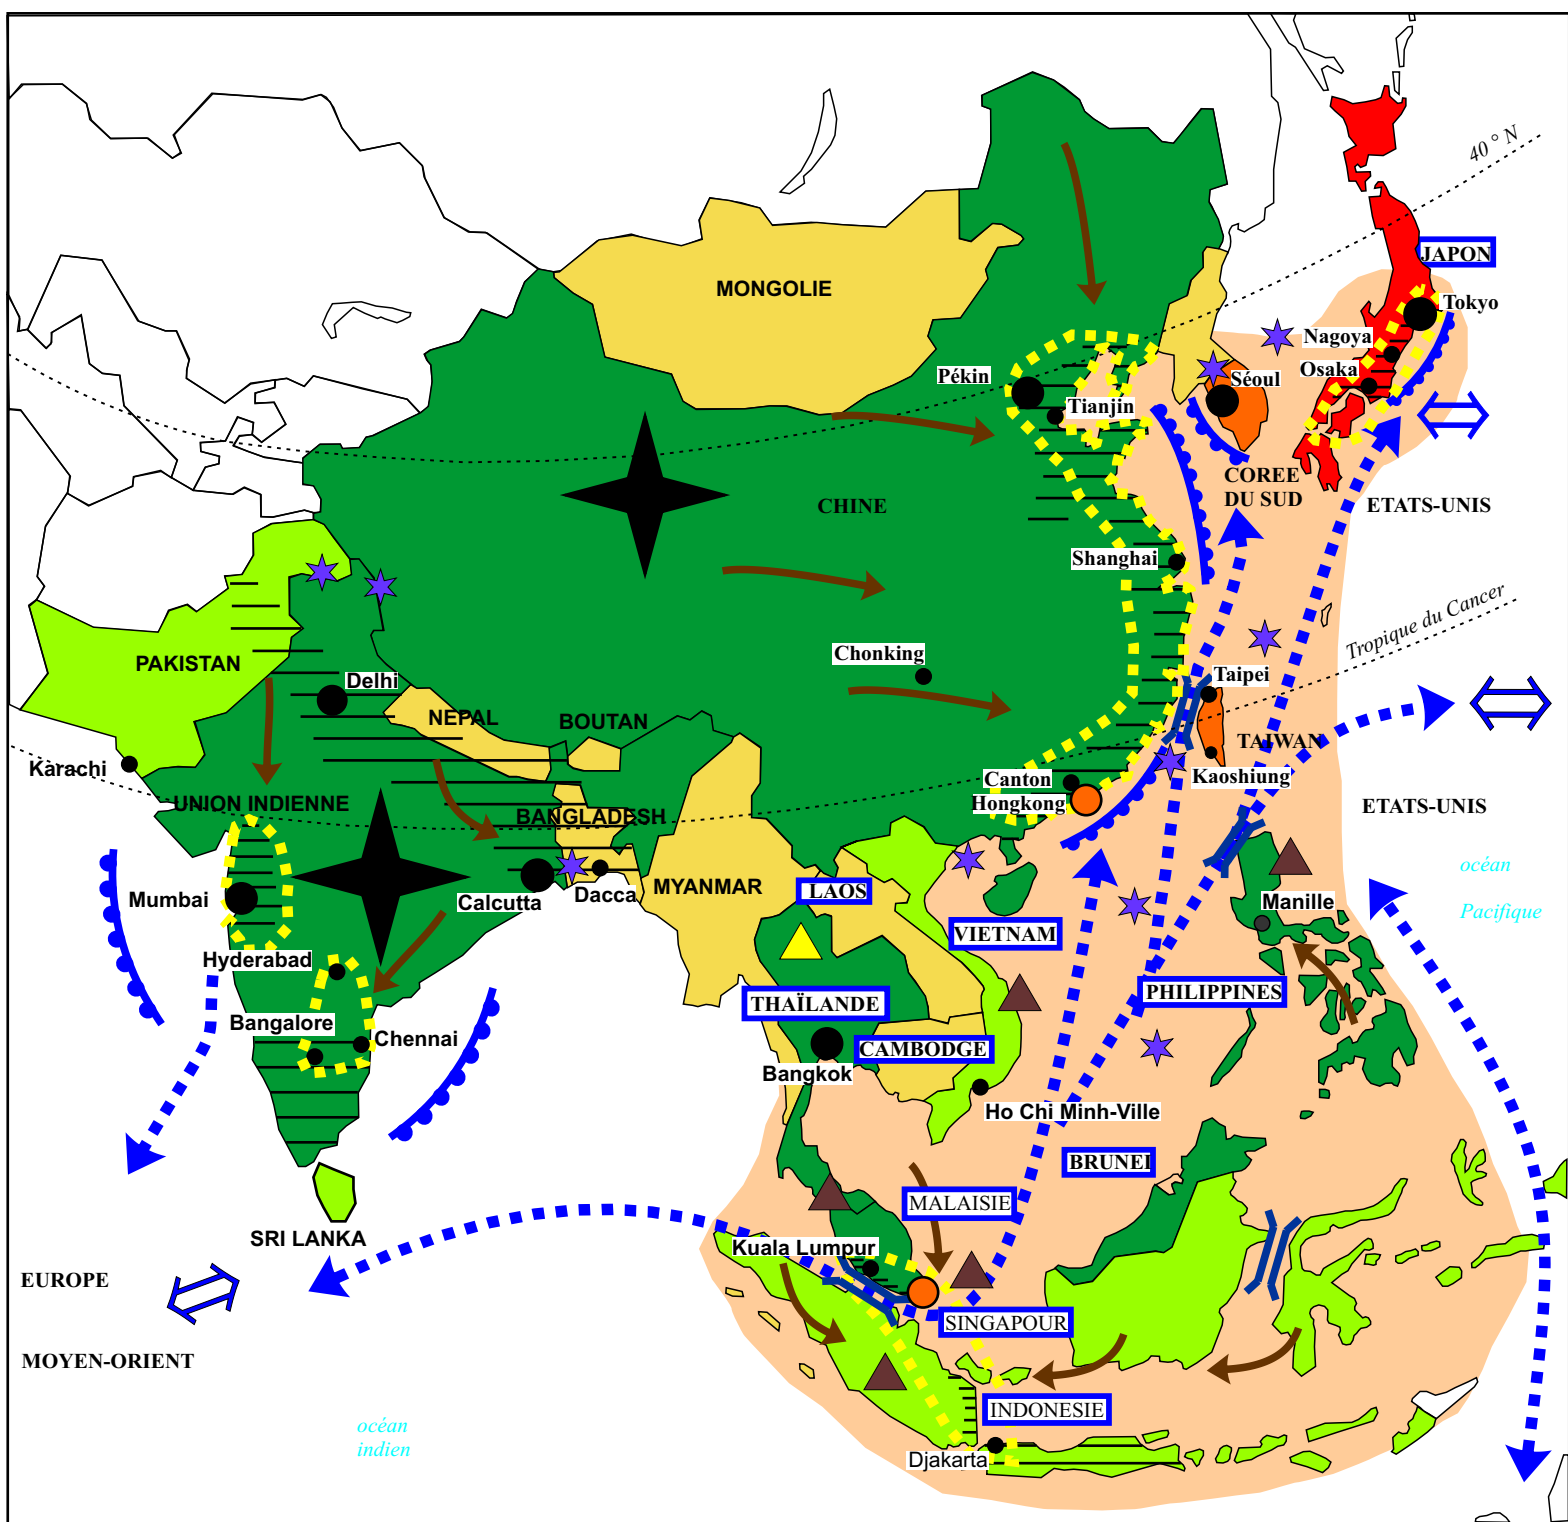 40 ° N
JAPON
MONGOLIE
Tokyo
Nagoya
Osaka
Pékin
Séoul
Tianjin
COREE
DU SUD
CHINE
ETATS-UNIS
Shanghai
Tropique du Cancer
PAKISTAN
Chonking
Taipei
Delhi
NEPAL
BOUTAN
TAIWAN
Karachi
Canton
Kaoshiung
UNION INDIENNE
Hongkong
BANGLADESH
ETATS-UNIS
océan
Pacifique
MYANMAR
LAOS
Mumbai
Calcutta
Dacca
Manille
VIETNAM
Hyderabad
THAÏLANDE
PHILIPPINES
Bangalore
Chennai
CAMBODGE
Bangkok
Ho Chi Minh-Ville
BRUNEI
MALAISIE
SRI LANKA
Kuala Lumpur
EUROPE
SINGAPOUR
MOYEN-ORIENT
INDONESIE
océan
indien
Djakarta